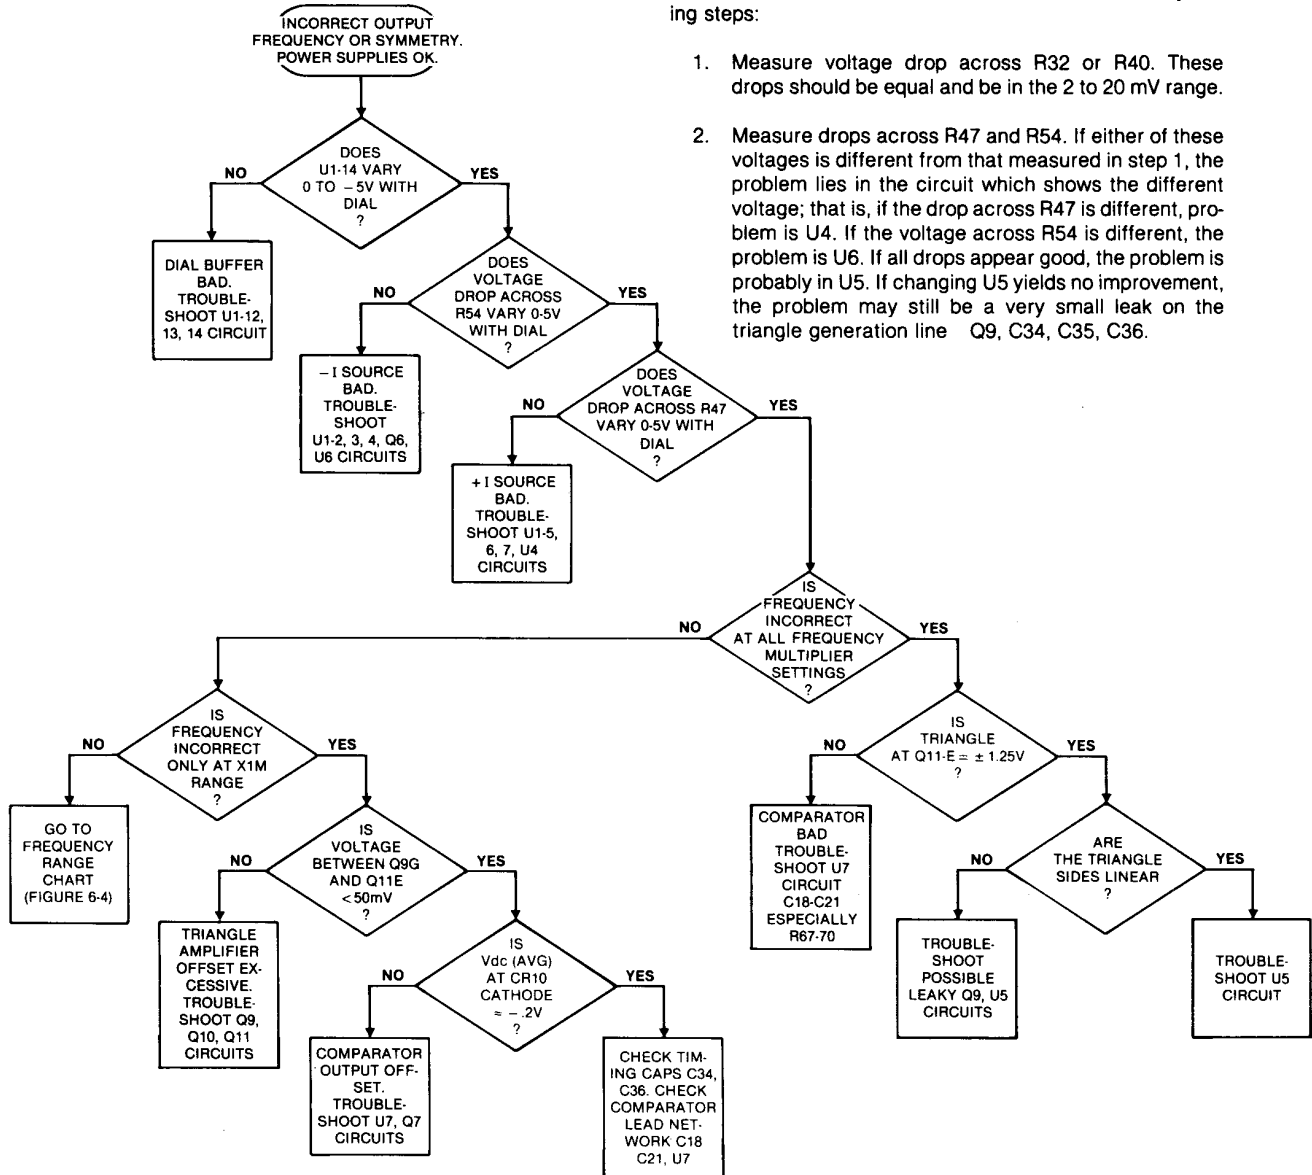 INCORRECT OUTPUT
FREQUENCY OR SYMMETRY.
POWER SUPPLIES OK.
ing steps:
1. Measure voltage drop across R32 or R40. These
drops should be equal and be in the 2 to 20 mV range.
2. Measure drops across R47 and R54. If either of these
voltages is different from that measured in step 1, the
problem lies in the circuit which shows the different
voltage; that is, if the drop across R47 is different, pro-
blem is U4. If the voltage across R54 is different, the
problem is U6. If all drops appear good, the problem is
probably in U5. If changing U5 yields no improvement,
the problem may still be a very small leak on the
triangle generation line Q9, C34, C35, C36.
DOES
U1-14 VARY
0 TO -5V WITH
DIAL
?
NO
YES
DIAL BUFFER
BAD.
TROUBLE-
SHOOT U1-12,
13, 14 CIRCUIT
DOES
VOLTAGE
DROP ACROSS
R54 VARY 0-5V
WITH DIAL
?
NO
YES
- I SOURCE
BAD.
TROUBLE-
SHOOT
U1-2, 3, 4, Q6,
U6 CIRCUITS
DOES
VOLTAGE
DROP ACROSS R47
VARY 0-5V WITH
DIAL
?
NO
YES
+ I SOURCE
BAD.
TROUBLE-
SHOOT U1-5,
6, 7, U4
CIRCUITS
IS
FREQUENCY
INCORRECT
AT ALL FREQUENCY
MULTIPLIER
SETTINGS
?
NO
YES
IS
FREQUENCY
INCORRECT
ONLY AT X1M
RANGE
?
NO
YES
GO TO
FREQUENCY
RANGE
CHART
(FIGURE 6-4)
IS
VOLTAGE
BETWEEN Q9G
AND Q11E
<50mV
?
NO
YES
TRIANGLE
AMPLIFIER
OFFSET EX-
CESSIVE.
TROUBLE-
SHOOT Q9,
Q10, Q11
CIRCUITS
IS
Vdc (AVG)
AT CR10
CATHODE
≈ -.2V
?
NO
YES
COMPARATOR
OUTPUT OFF-
SET.
TROUBLE-
SHOOT U7, Q7
CIRCUITS
CHECK TIM-
ING CAPS C34,
C36. CHECK
COMPARATOR
LEAD NET-
WORK C18
C21, U7
IS
TRIANGLE
AT Q11-E = ± 1.25V
?
NO
YES
COMPARATOR
BAD
TROUBLE-
SHOOT U7
CIRCUIT
C18-C21
ESPECIALLY
R67-70
ARE
THE TRIANGLE
SIDES LINEAR
?
NO
YES
TROUBLE-
SHOOT
POSSIBLE
LEAKY Q9, U5
CIRCUITS
TROUBLE-
SHOOT U5
CIRCUIT